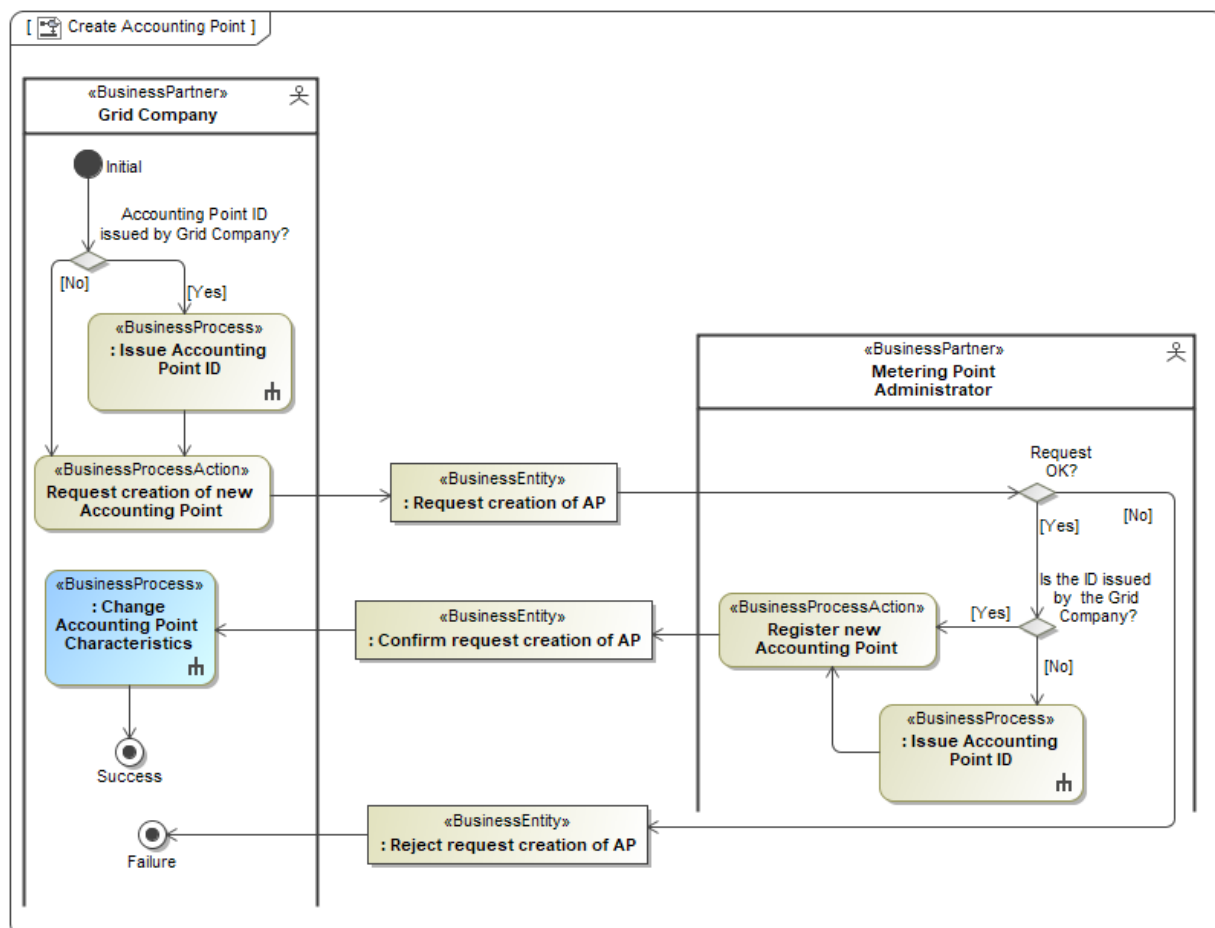 [ Create Accounting Point ]
«BusinessPartner»
Grid Company
Initial
Accounting Point ID
issued by Grid Company?
[No]
[Yes]
«BusinessProcess»
: Issue Accounting
Point ID
«BusinessProcessAction»
Request creation of new
Accounting Point
«BusinessEntity»
: Request creation of AP
«BusinessPartner»
Metering Point
Administrator
Request
OK?
[Yes]
[No]
Is the ID issued
by the Grid
Company?
[Yes]
[No]
«BusinessProcessAction»
Register new
Accounting Point
«BusinessProcess»
: Issue Accounting
Point ID
«BusinessEntity»
: Confirm request creation of AP
«BusinessProcess»
: Change
Accounting Point
Characteristics
Success
«BusinessEntity»
: Reject request creation of AP
Failure